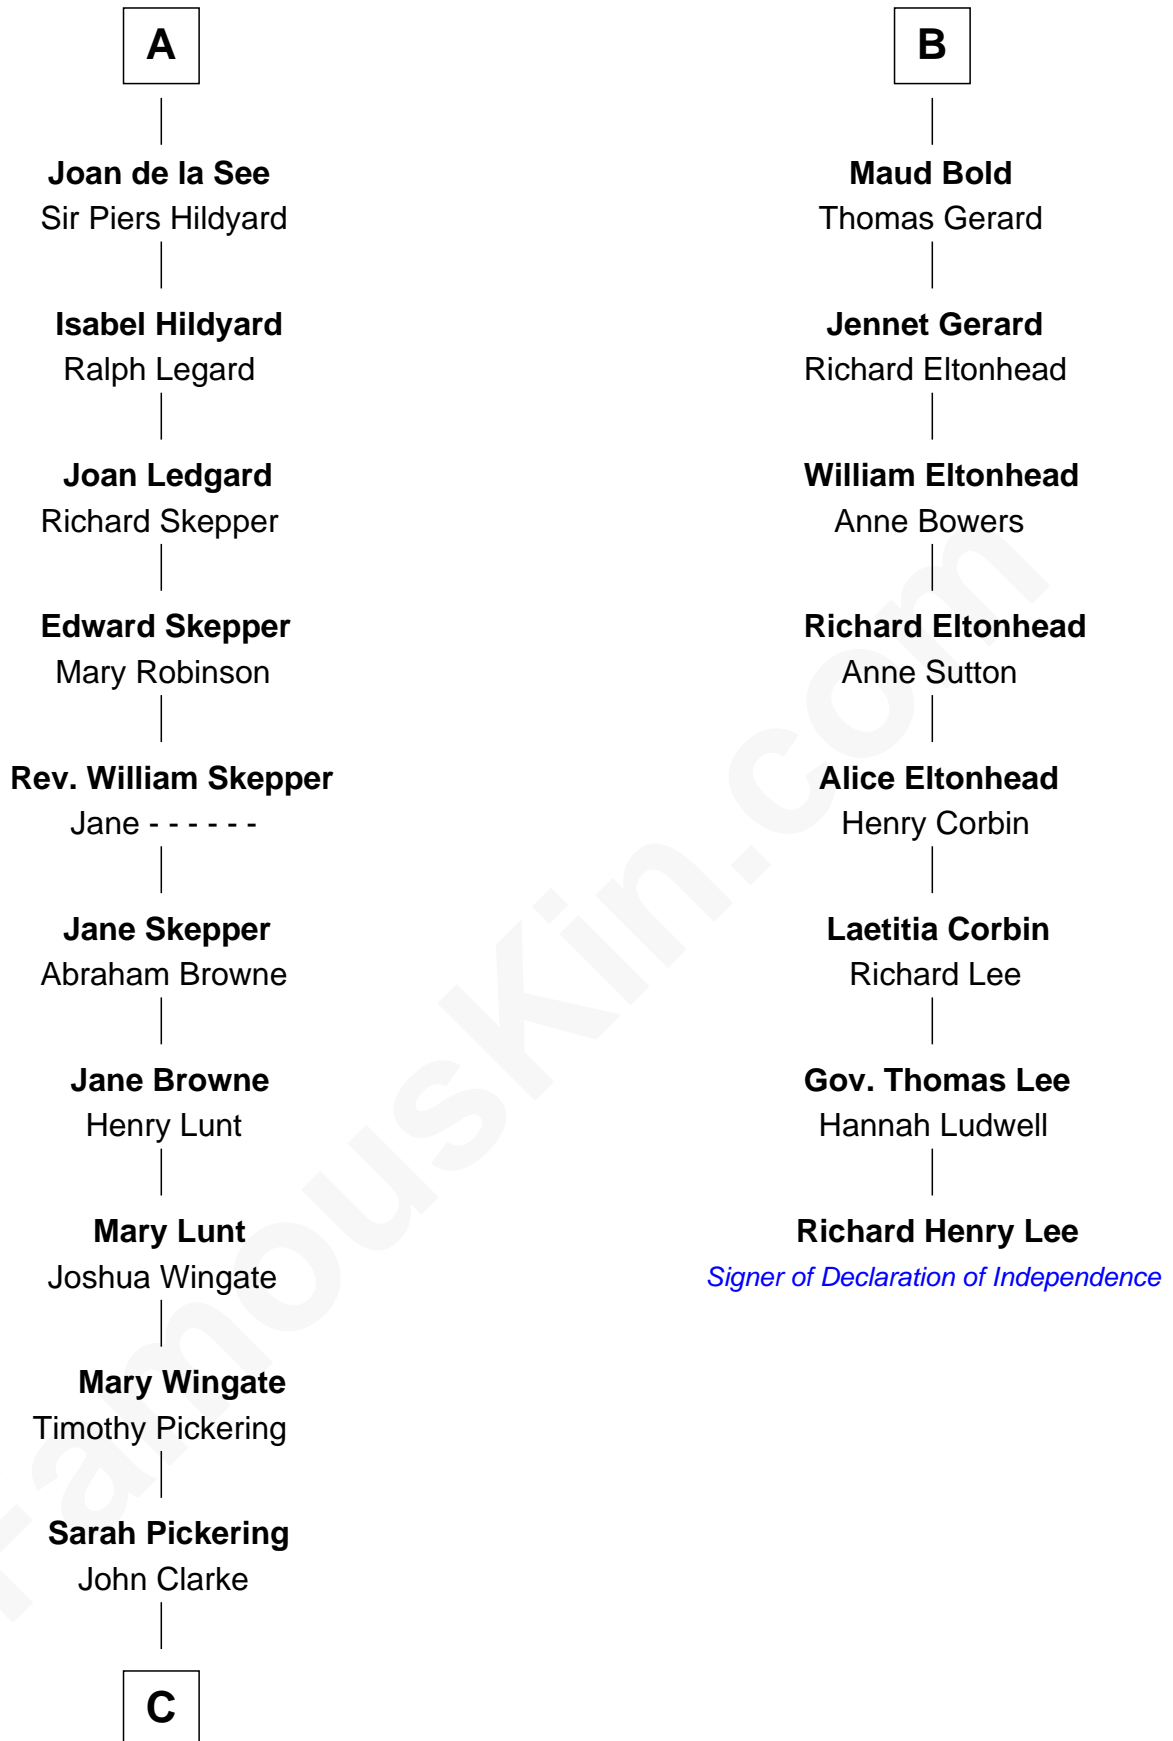 A
Joan de la See
Sir Piers Hildyard
Isabel Hildyard
Ralph Legard
Joan Ledgard
Richard Skepper
Edward Skepper
Mary Robinson
Rev. William Skepper
Jane - - - - - -
Jane Skepper
Abraham Browne
Jane Browne
Henry Lunt
Mary Lunt
Joshua Wingate
Mary Wingate
Timothy Pickering
Sarah Pickering
John Clarke
C
B
Maud Bold
Thomas Gerard
Jennet Gerard
Richard Eltonhead
William Eltonhead
Anne Bowers
Richard Eltonhead
Anne Sutton
Alice Eltonhead
Henry Corbin
Laetitia Corbin
Richard Lee
Gov. Thomas Lee
Hannah Ludwell
Richard Henry Lee
Signer of Declaration of Independence
FamousKin.com